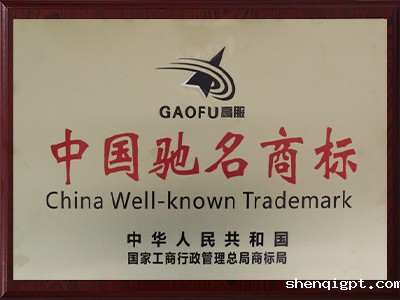 GAOFU高服
中国驰名商标
China Well-known Trademark
中华人民共和国
国家工商行政管理总局商标局
shenqigpt.com